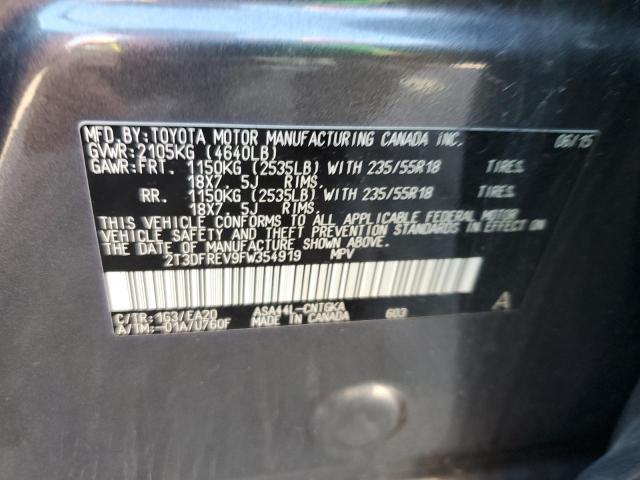 MFD. BY: TOYOTA MOTOR MANUFACTURING CANADA INC. 06/15
GVWR: 2105KG (4640LB)
GAWR: FRT. 1150KG (2535LB) WITH 235/55R18 TIRES.
18X7.5J RIMS.
RR. 1150KG (2535LB) WITH 235/55R18 TIRES.
18X7.5J RIMS.
THIS VEHICLE CONFORMS TO ALL APPLICABLE FEDERAL MOTOR
VEHICLE SAFETY AND THEFT PREVENTION STANDARDS IN EFFECT ON
THE DATE OF MANUFACTURE SHOWN ABOVE.
2T3DFREV9FW354919 MPV
C/TR: 1G3/EA20 ASA44L-CNTGKA 603 A
A/TM: -01A/U760F MADE IN CANADA